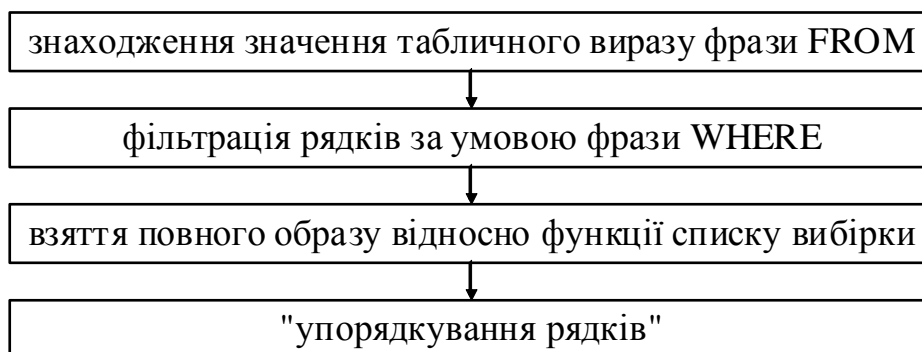 знаходження значення табличного виразу фрази FROM
фільтрація рядків за умовою фрази WHERE
взяття повного образу відносно функції списку вибірки
"упорядкування рядків"